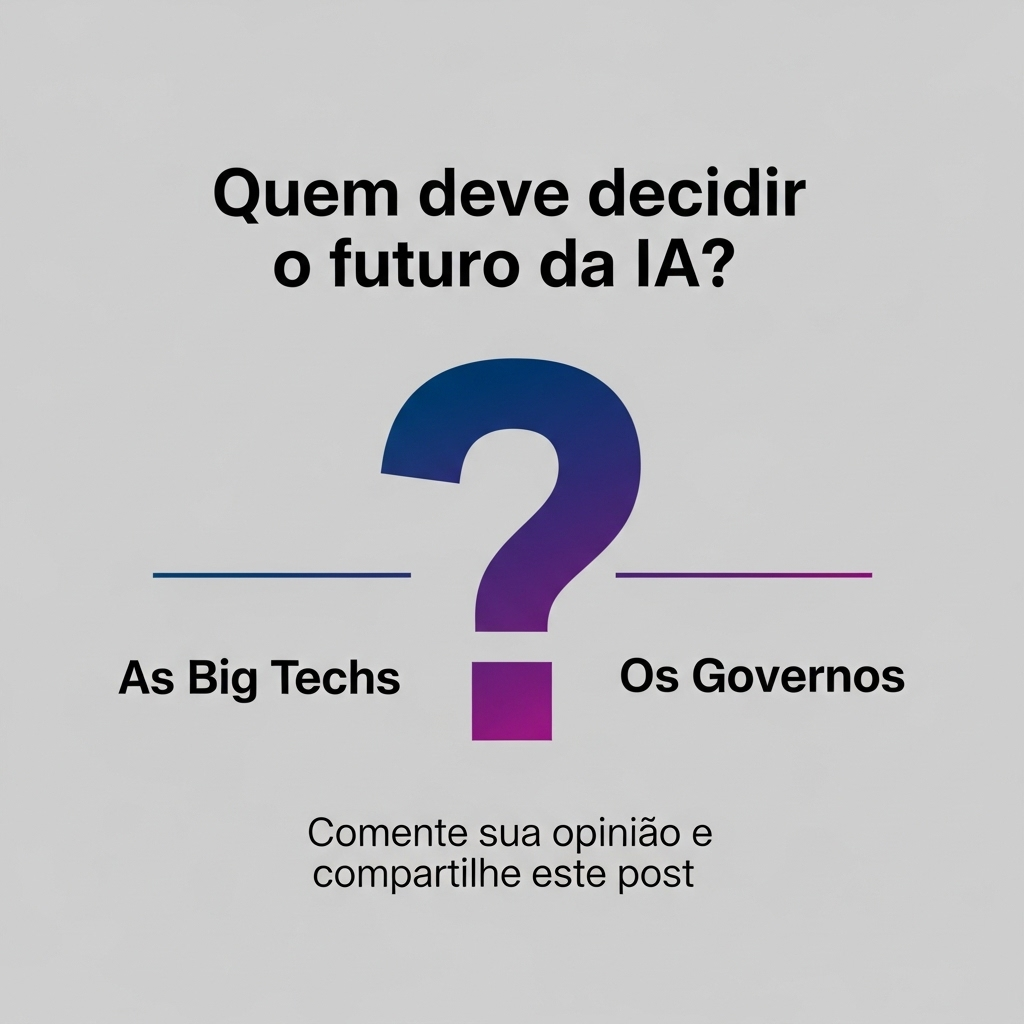 Quem deve decidir
o futuro da IA?
?
As Big Techs
Os Governos
Comente sua opinião e
compartilhe este post